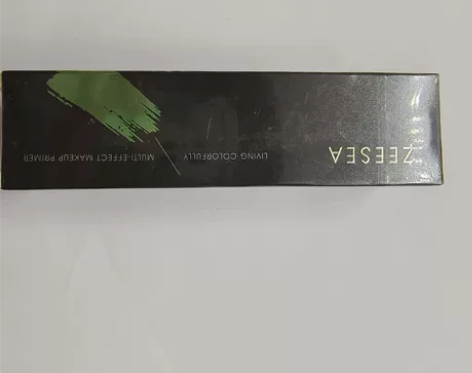 ZEESEA
LIVING COLORFULLY
MULTI-EFFECT MAKEUP PRIMER